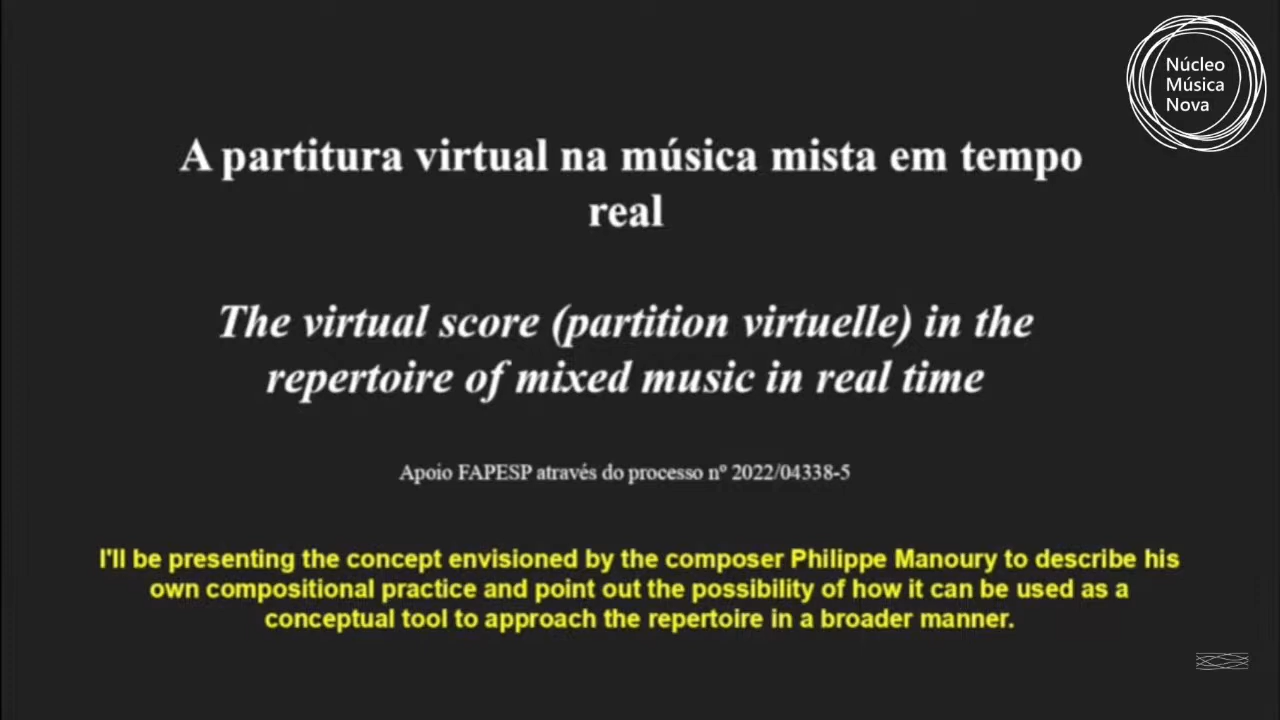 Núcleo
Música
Nova
A partitura virtual na música mista em tempo
real
The virtual score (partition virtuelle) in the
repertoire of mixed music in real time
Apoio FAPESP através do processo nº 2022/04338-5
I'll be presenting the concept envisioned by the composer Philippe Manoury to describe his
own compositional practice and point out the possibility of how it can be used as a
conceptual tool to approach the repertoire in a broader manner.